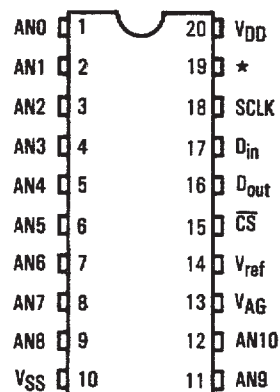 AN0 1 20 VDD
AN1 2 19 *
AN2 3 18 SCLK
AN3 4 17 Din
AN4 5 16 Dout
AN5 6 15 C̅S̅
AN6 7 14 Vref
AN7 8 13 VAG
AN8 9 12 AN10
VSS 10 11 AN9